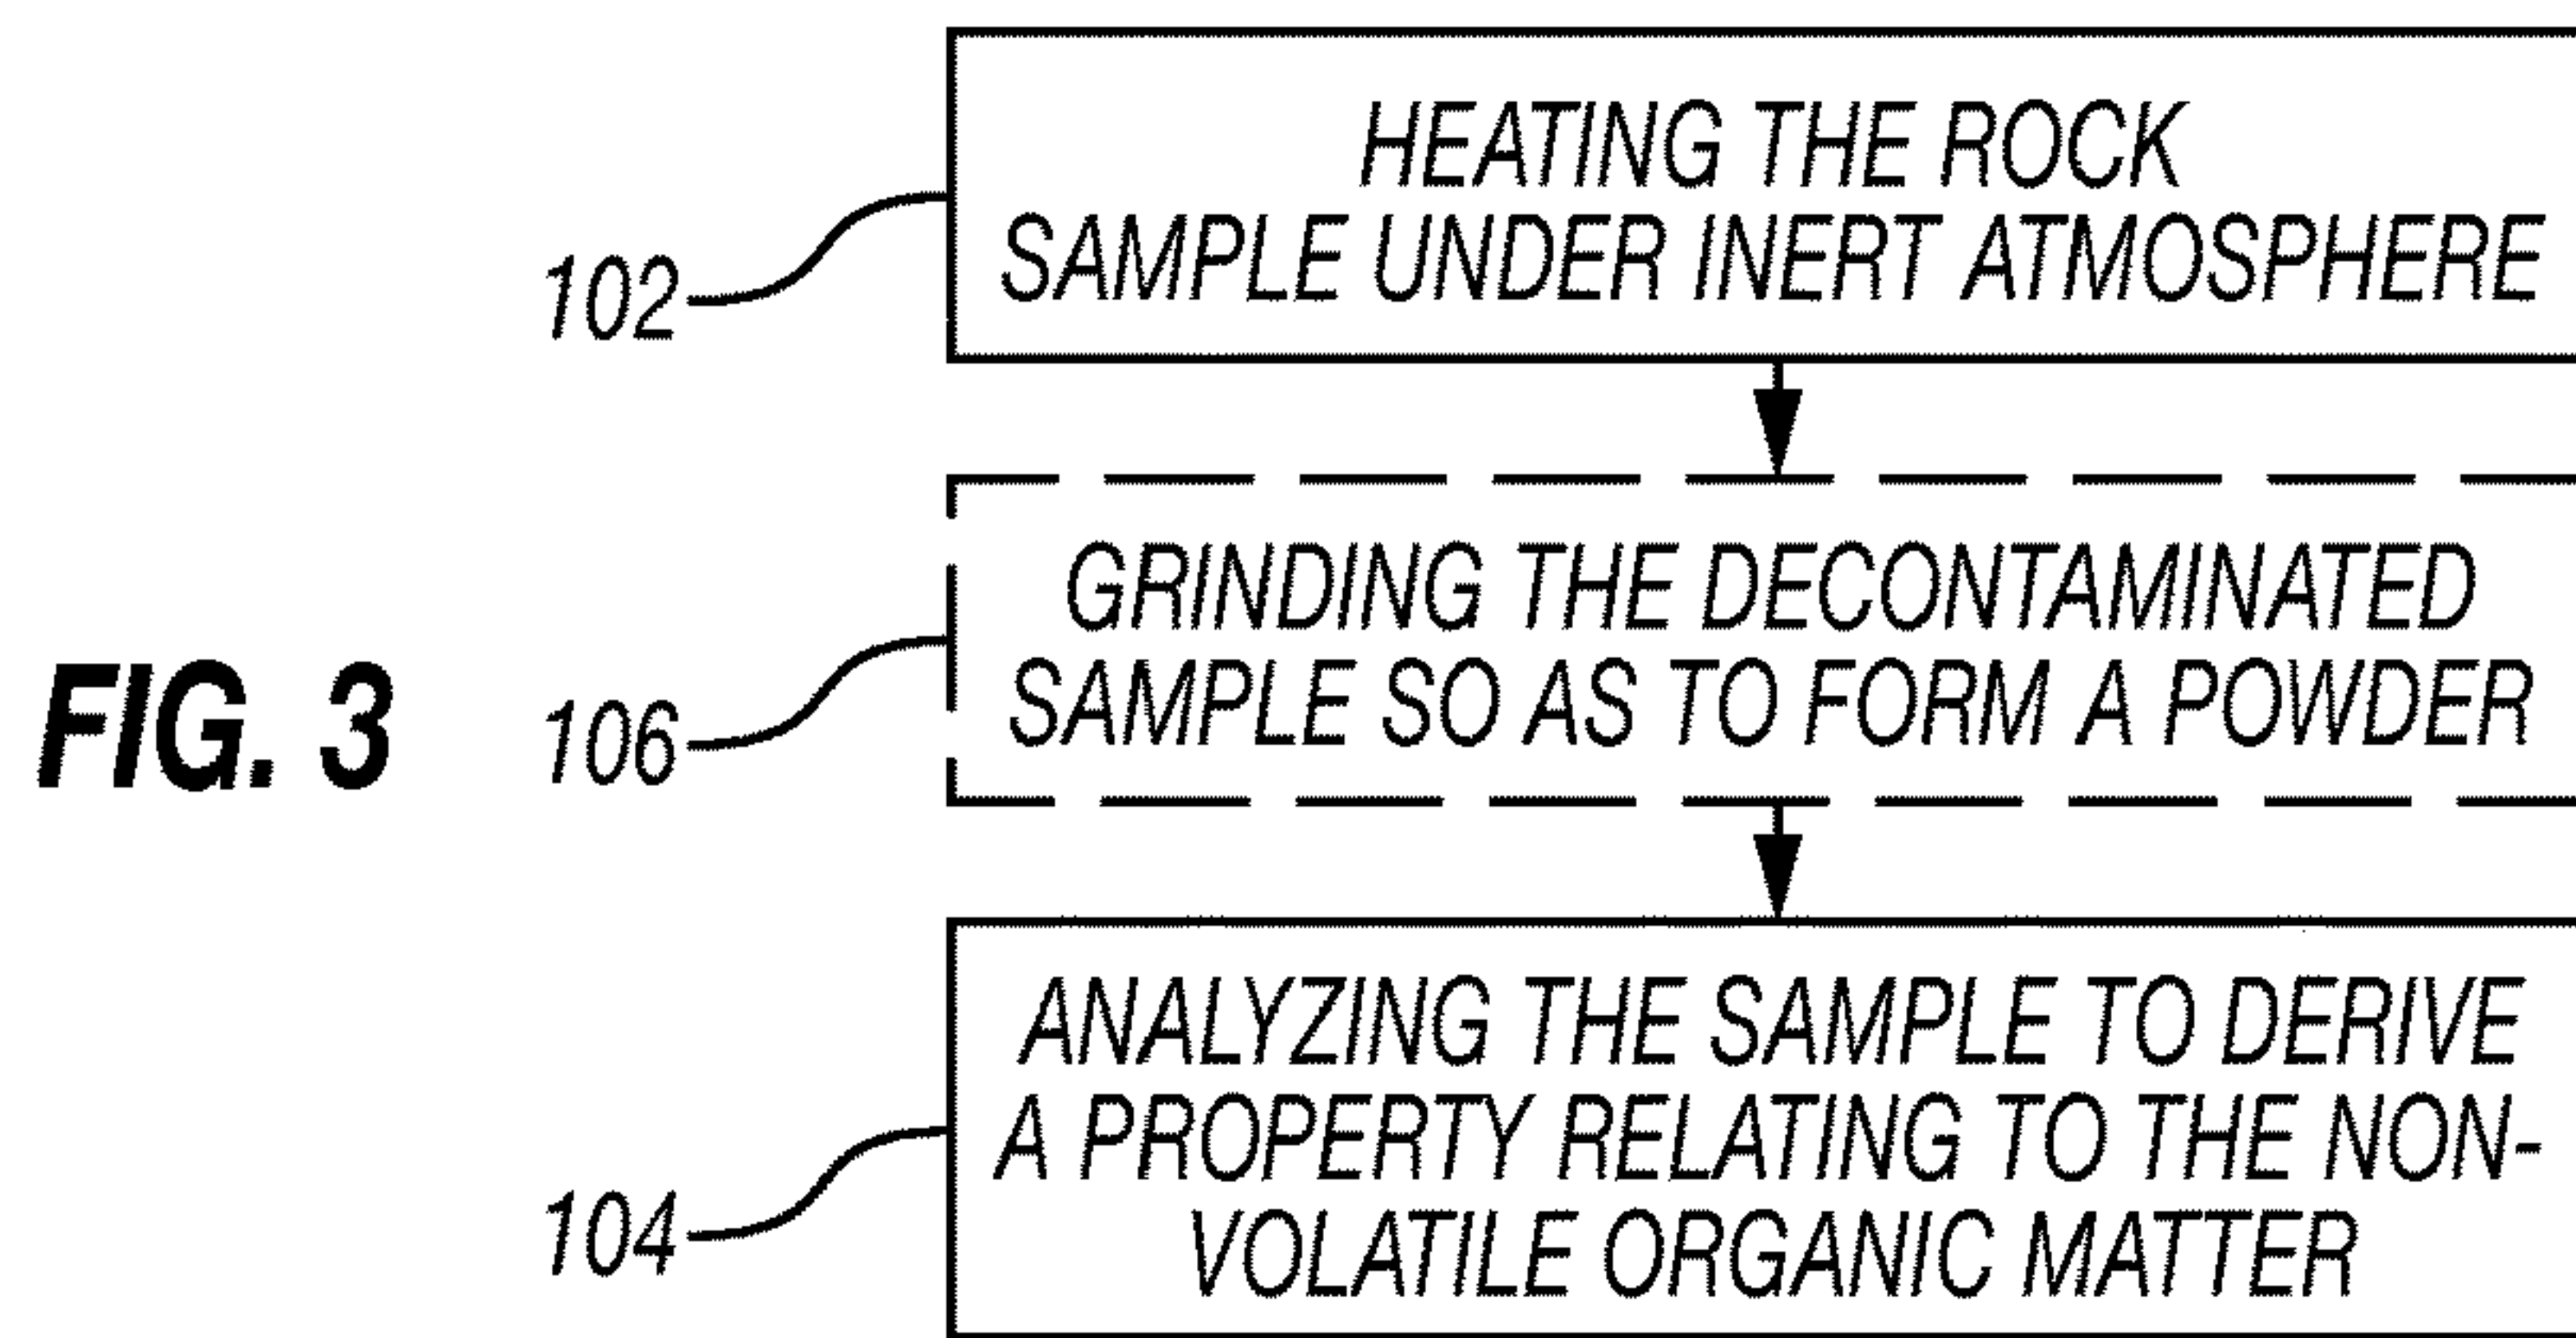 HEATING THE ROCK
SAMPLE UNDER INERT ATMOSPHERE
102
GRINDING THE DECONTAMINATED
SAMPLE SO AS TO FORM A POWDER
FIG. 3
106
ANALYZING THE SAMPLE TO DERIVE
A PROPERTY RELATING TO THE NON-
VOLATILE ORGANIC MATTER
104